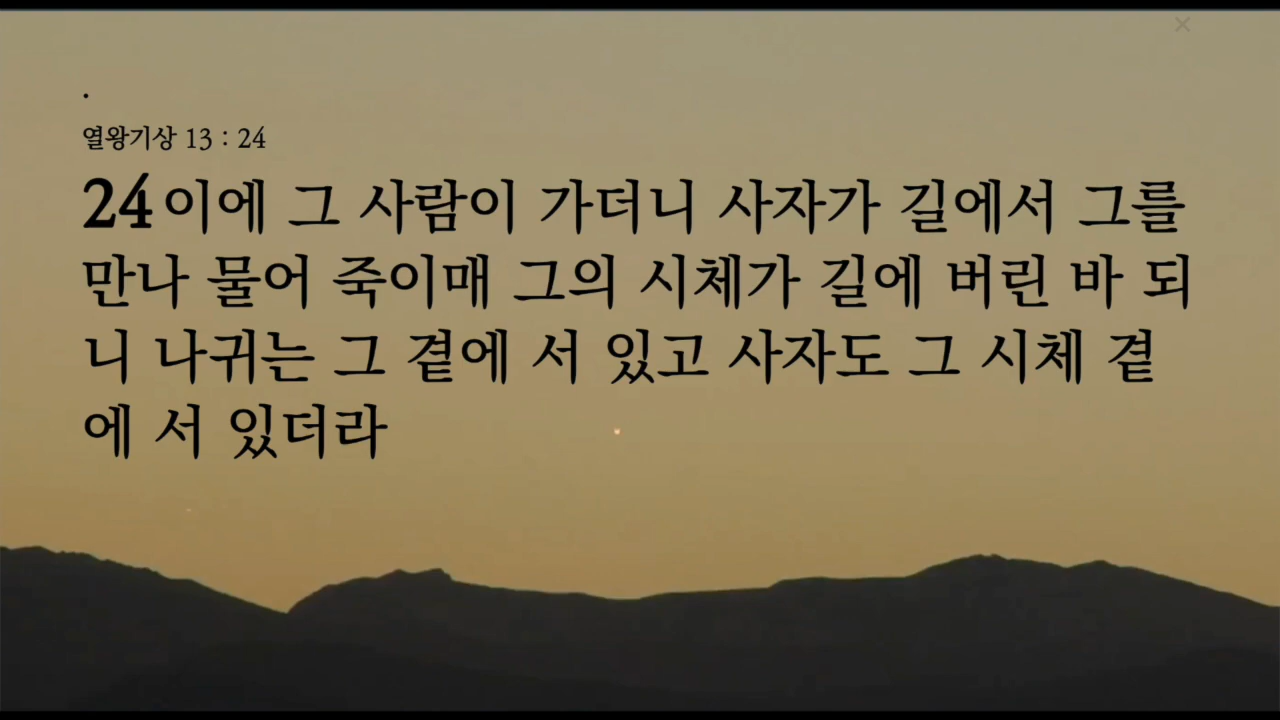 .
열왕기상 13 : 24
24 이에 그 사람이 가더니 사자가 길에서 그를
만나 물어 죽이매 그의 시체가 길에 버린 바 되
니 나귀는 그 곁에 서 있고 사자도 그 시체 곁
에 서 있더라